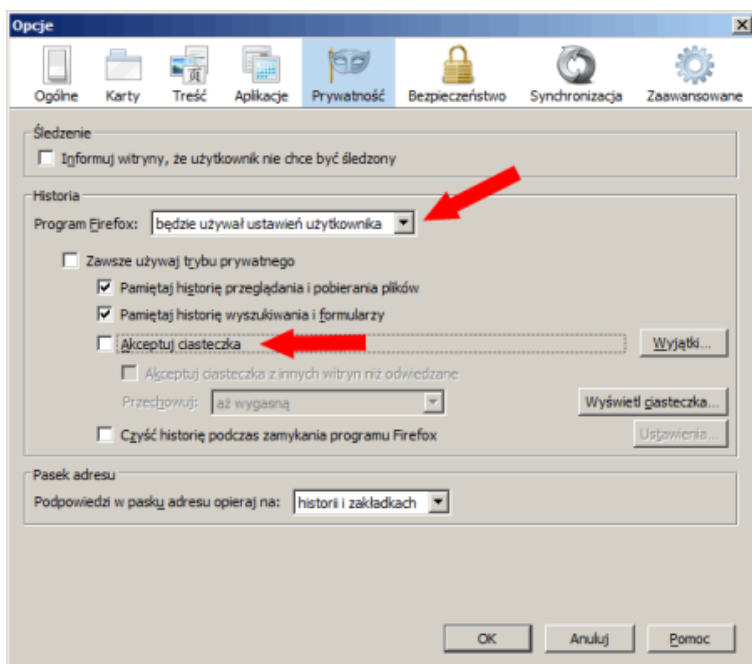 Opcje
Ogólne Karty Treść Aplikacje Prywatność Bezpieczeństwo Synchronizacja Zaawansowane
Śledzenie
Informuj witryny, że użytkownik nie chce być śledzony
Historia
Program Firefox: będzie używał ustawień użytkownika
Zawsze używaj trybu prywatnego
Pamiętaj historię przeglądania i pobierania plików
Pamiętaj historię wyszukiwania i formularzy
Akceptuj ciasteczka Wyjątki...
Akceptuj ciasteczka z innych witryn niż odwiedzane
Przechowuj: aż wygasną Wyświetl ciasteczka...
Czyść historię podczas zamykania programu Firefox Ustawienia...
Pasek adresu
Podpowiedzi w pasku adresu opieraj na: historii i zakładkach
OK Anuluj Pomoc